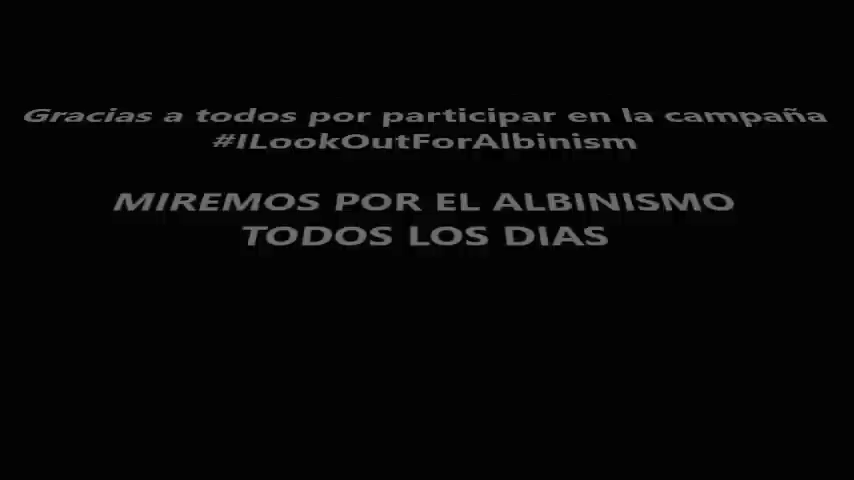 Gracias a todos por participar en la campaña
#ILookOutForAlbinism
MIREMOS POR EL ALBINISMO
TODOS LOS DIAS